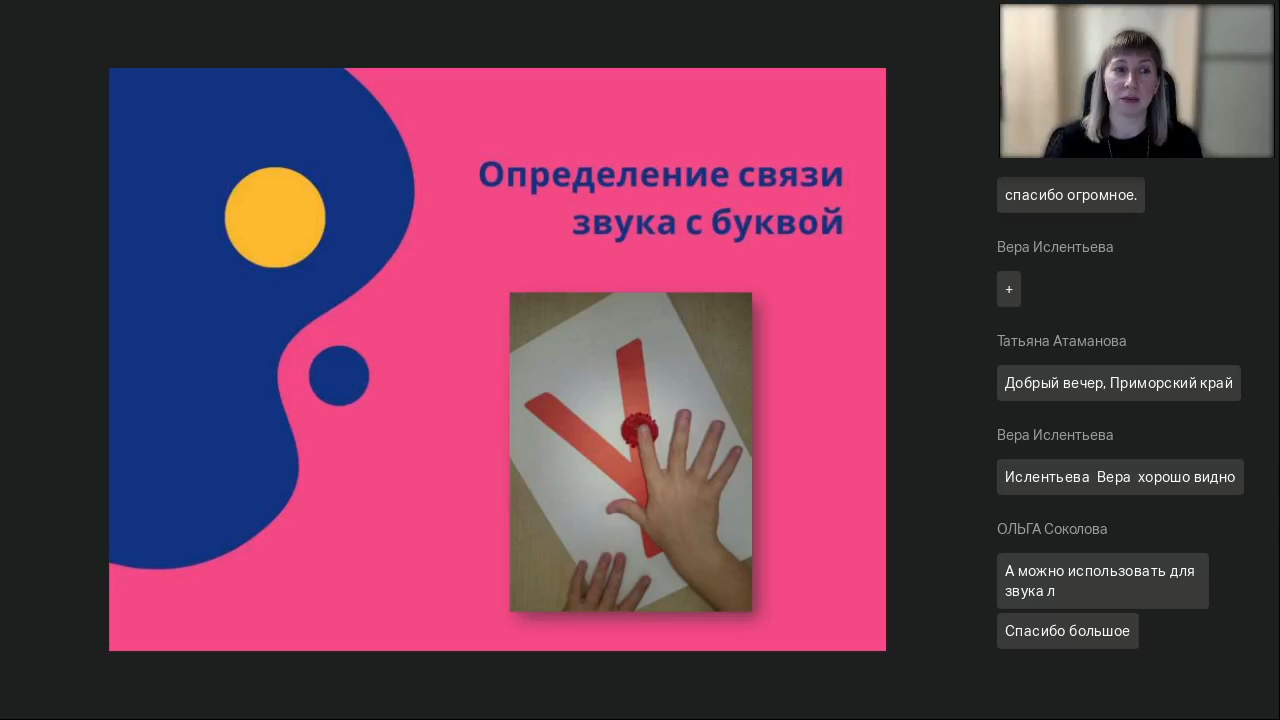 Определение связи
звука с буквой
У
спасибо огромное.
Вера Ислентьева
+
Татьяна Атаманова
Добрый вечер, Приморский край
Вера Ислентьева
Ислентьева Вера хорошо видно
ОЛЬГА Соколова
А можно использовать для
звука л
Спасибо большое